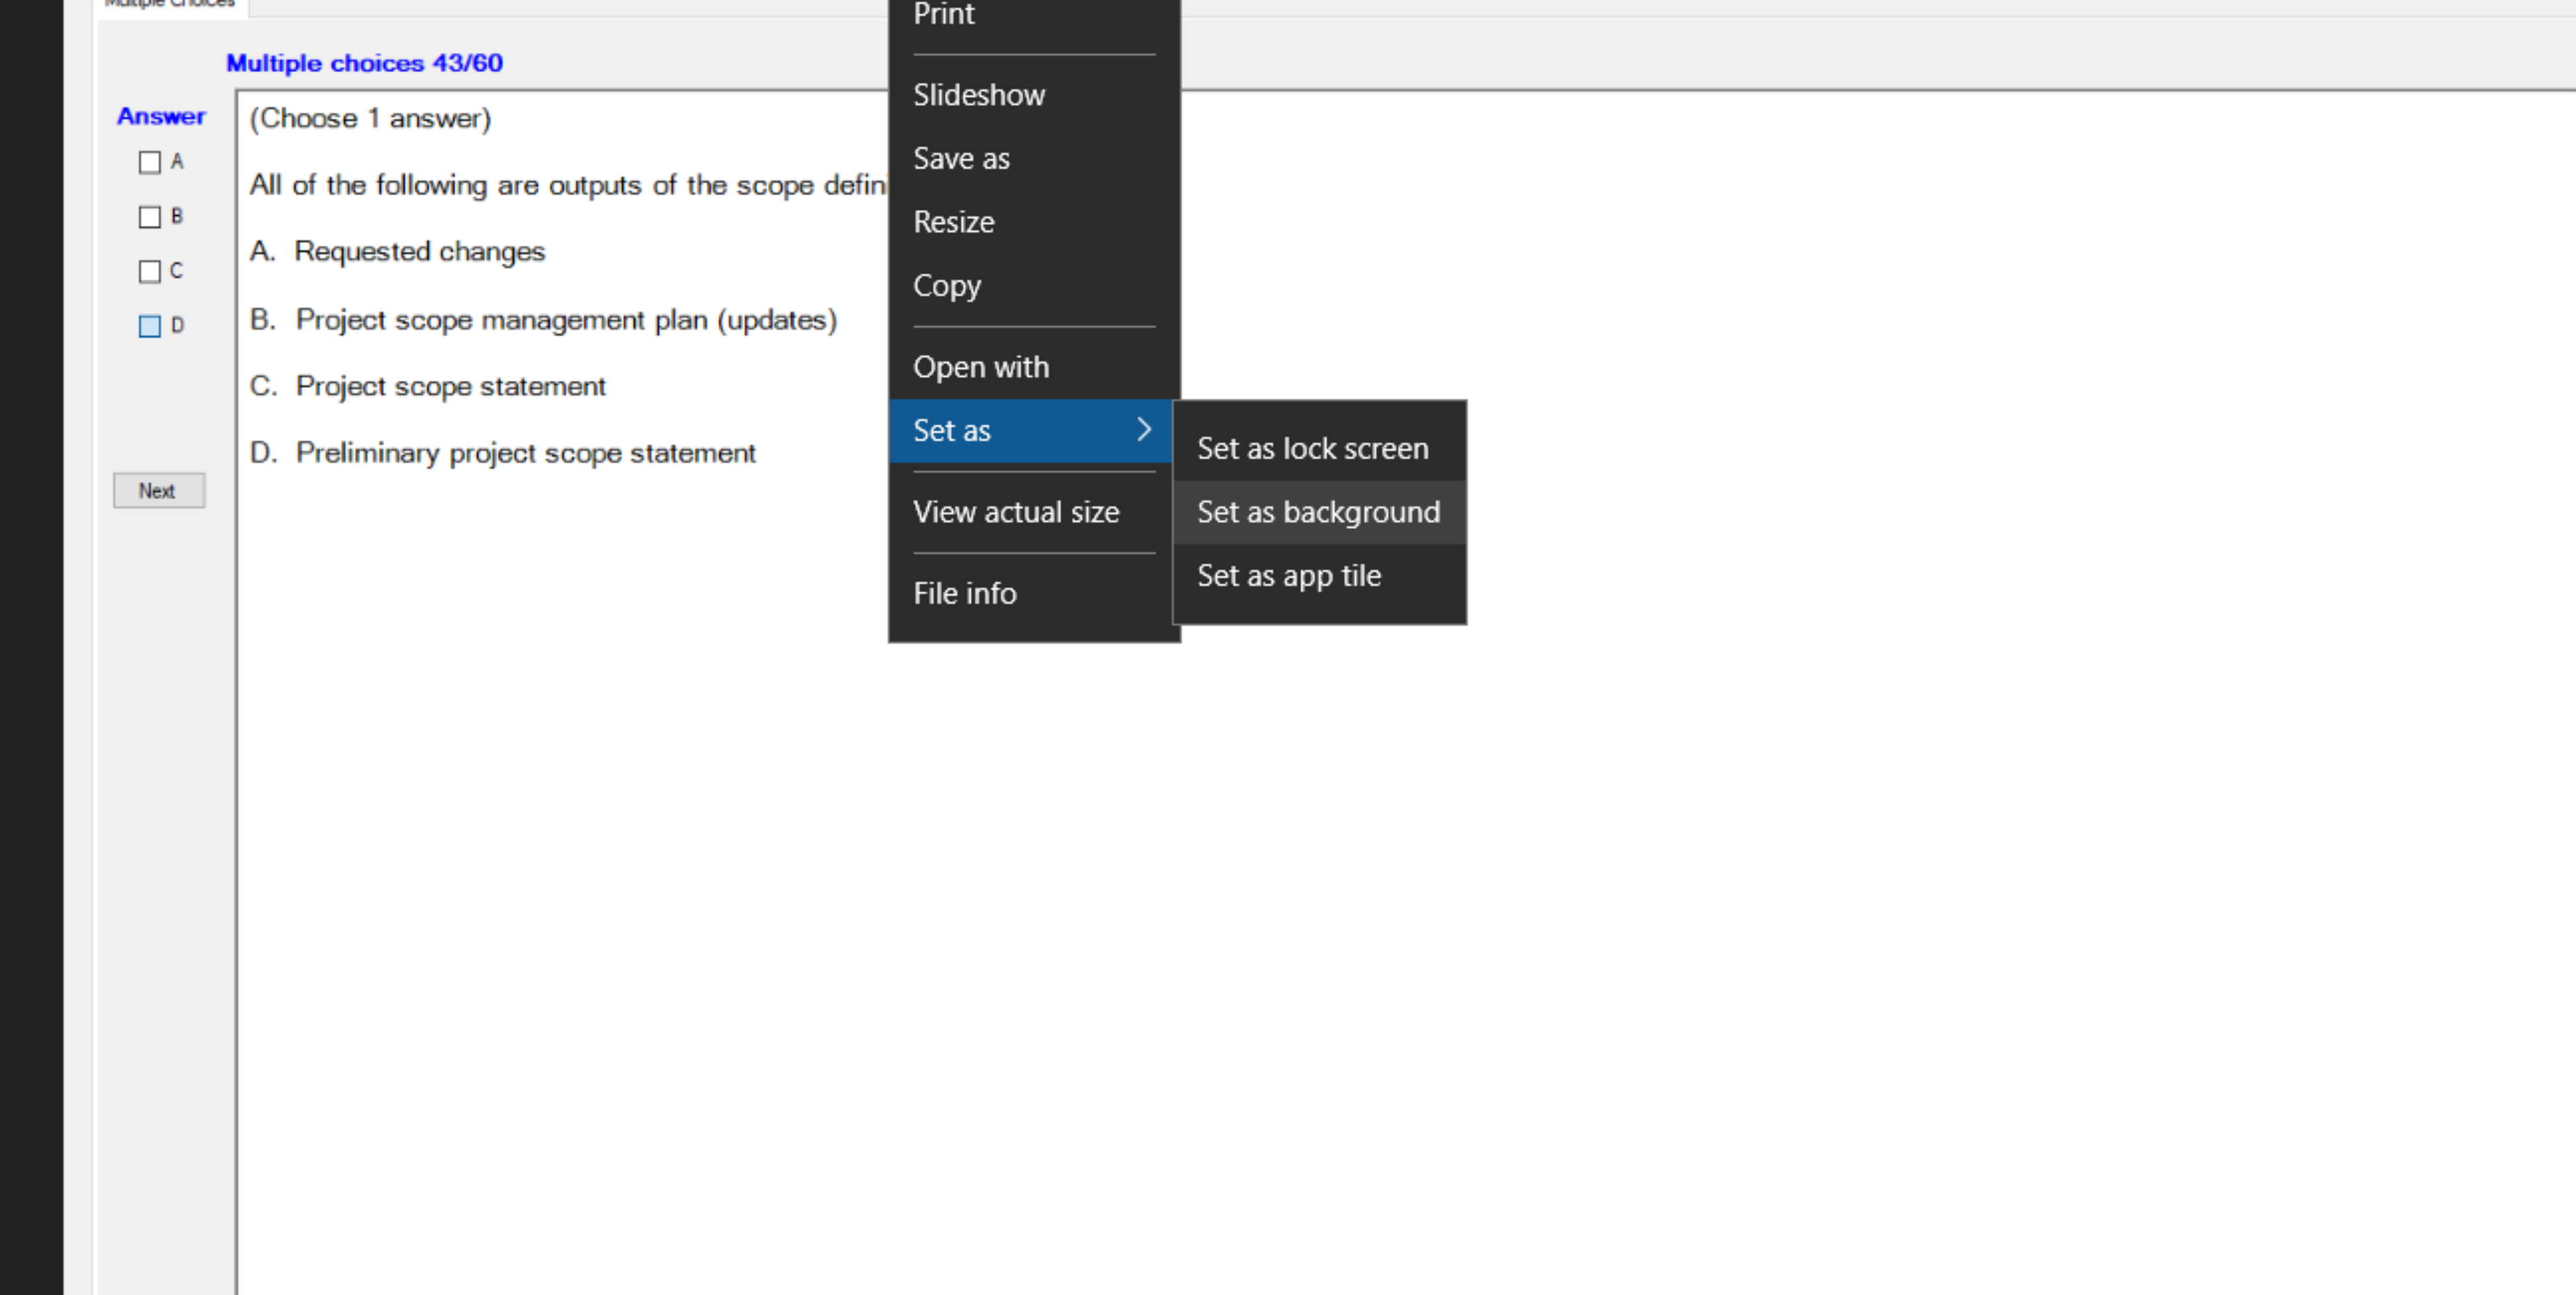 Multiple Choices
Multiple choices 43/60
Answer
A
B
C
D
Next
(Choose 1 answer)
All of the following are outputs of the scope
A. Requested changes
B. Project scope management plan (updates)
C. Project scope statement
D. Preliminary project scope statement
Print
Slideshow
Save as
Resize
Copy
Open with
Set as
View actual size
File info
Set as lock screen
Set as background
Set as app tile